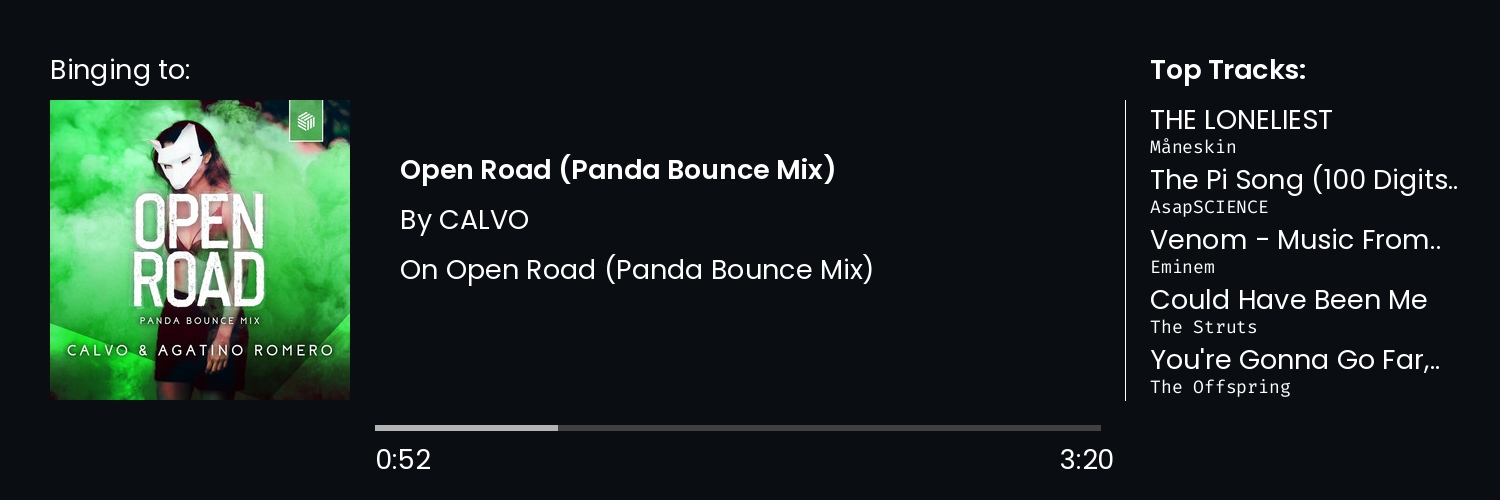 Binging to:
OPEN
ROAD
PANDA BOUNCE MIX
CALVO & AGATINO ROMERO
Open Road (Panda Bounce Mix)
By CALVO
On Open Road (Panda Bounce Mix)
0:52
3:20
Top Tracks:
THE LONELIEST
Måneskin
The Pi Song (100 Digits..
AsapSCIENCE
Venom - Music From..
Eminem
Could Have Been Me
The Struts
You're Gonna Go Far,..
The Offspring